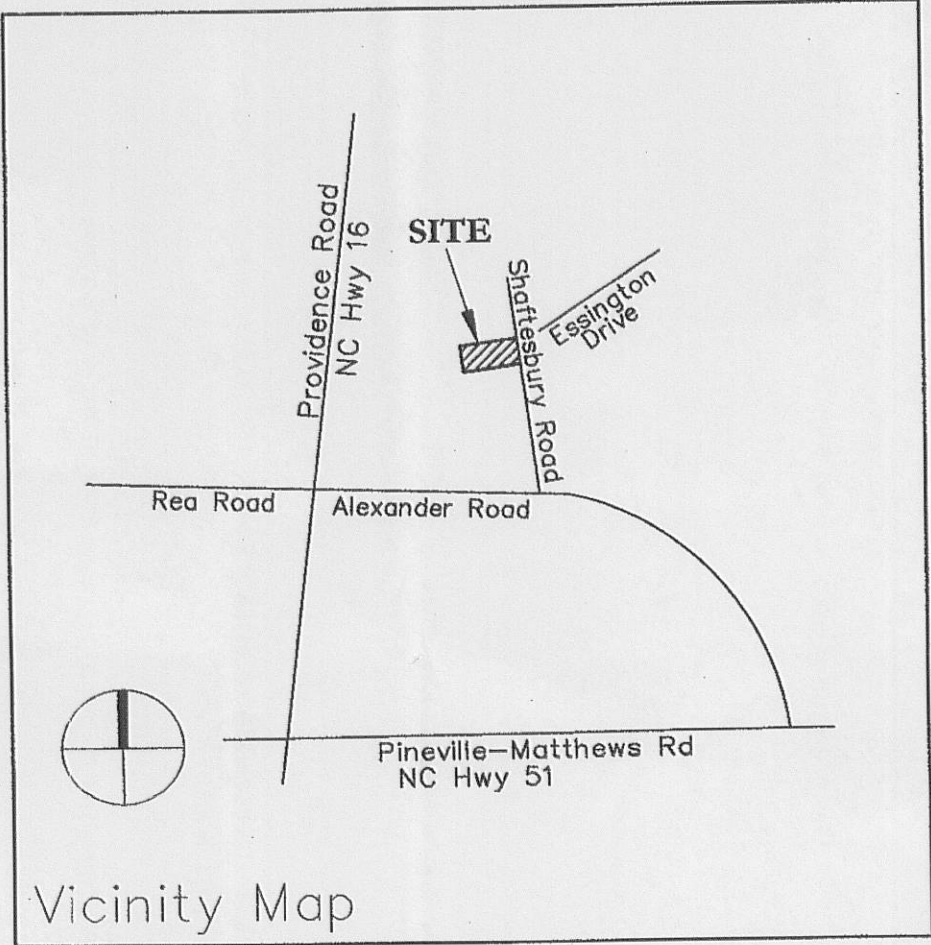 Providence Road
NC Hwy 16
SITE
Shaftesbury Road
Essington
Drive
Rea Road
Alexander Road
Pineville-Matthews Rd
NC Hwy 51
Vicinity Map